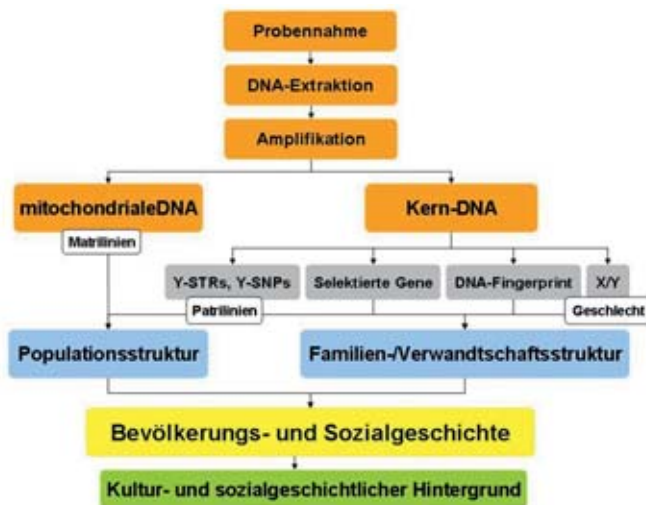 Probennahme
DNA-Extraktion
Amplifikation
mitochondrialeDNA
Kern-DNA
Matrilinien
Y-STRs, Y-SNPs
Selektierte Gene
DNA-Fingerprint
X/Y
Patrilinien
Geschlecht
Populationsstruktur
Familien-/Verwandtschaftsstruktur
Bevölkerungs- und Sozialgeschichte
Kultur- und sozialgeschichtlicher Hintergrund